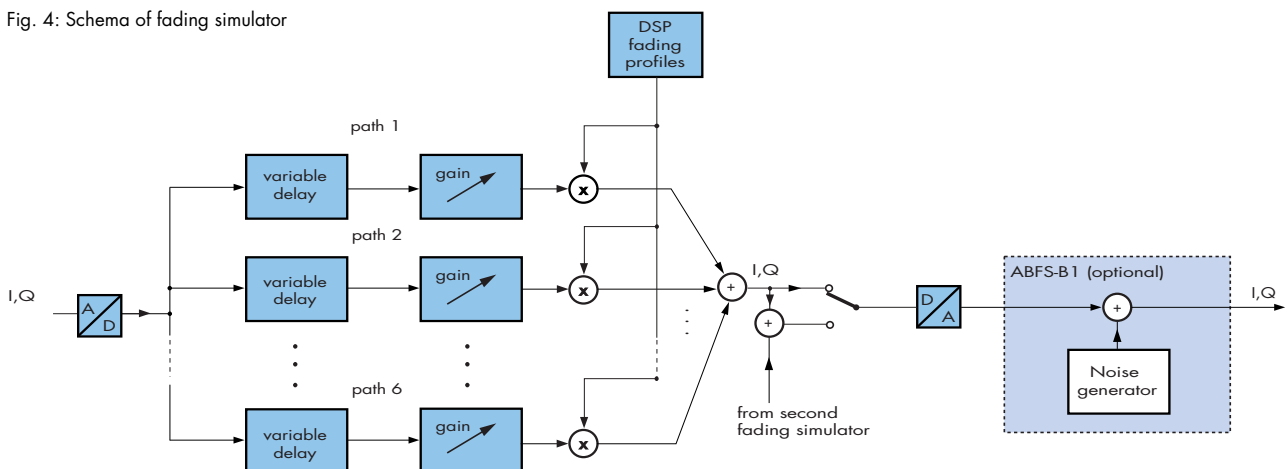 Fig. 4: Schema of fading simulator
DSP
fading
profiles
path 1
variable
delay
gain
x
path 2
variable
delay
gain
x
I,Q
A
D
path 6
variable
delay
gain
x
+
I,Q
+
from second
fading simulator
D
A
ABFS-B1 (optional)
+
Noise
generator
I,Q